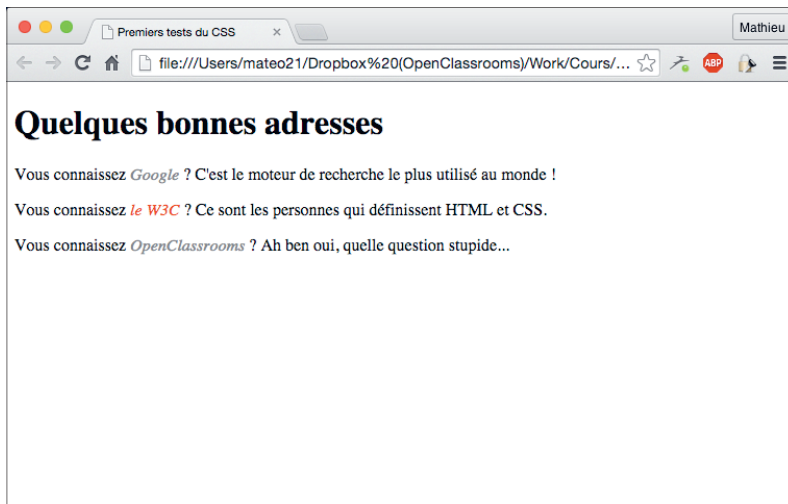 Premiers tests du CSS
Mathieu
file:///Users/mateo21/Dropbox%20(OpenClassrooms)/Work/Cours/...
ABP
Quelques bonnes adresses
Vous connaissez Google ? C'est le moteur de recherche le plus utilisé au monde !
Vous connaissez le W3C ? Ce sont les personnes qui définissent HTML et CSS.
Vous connaissez OpenClassrooms ? Ah ben oui, quelle question stupide...